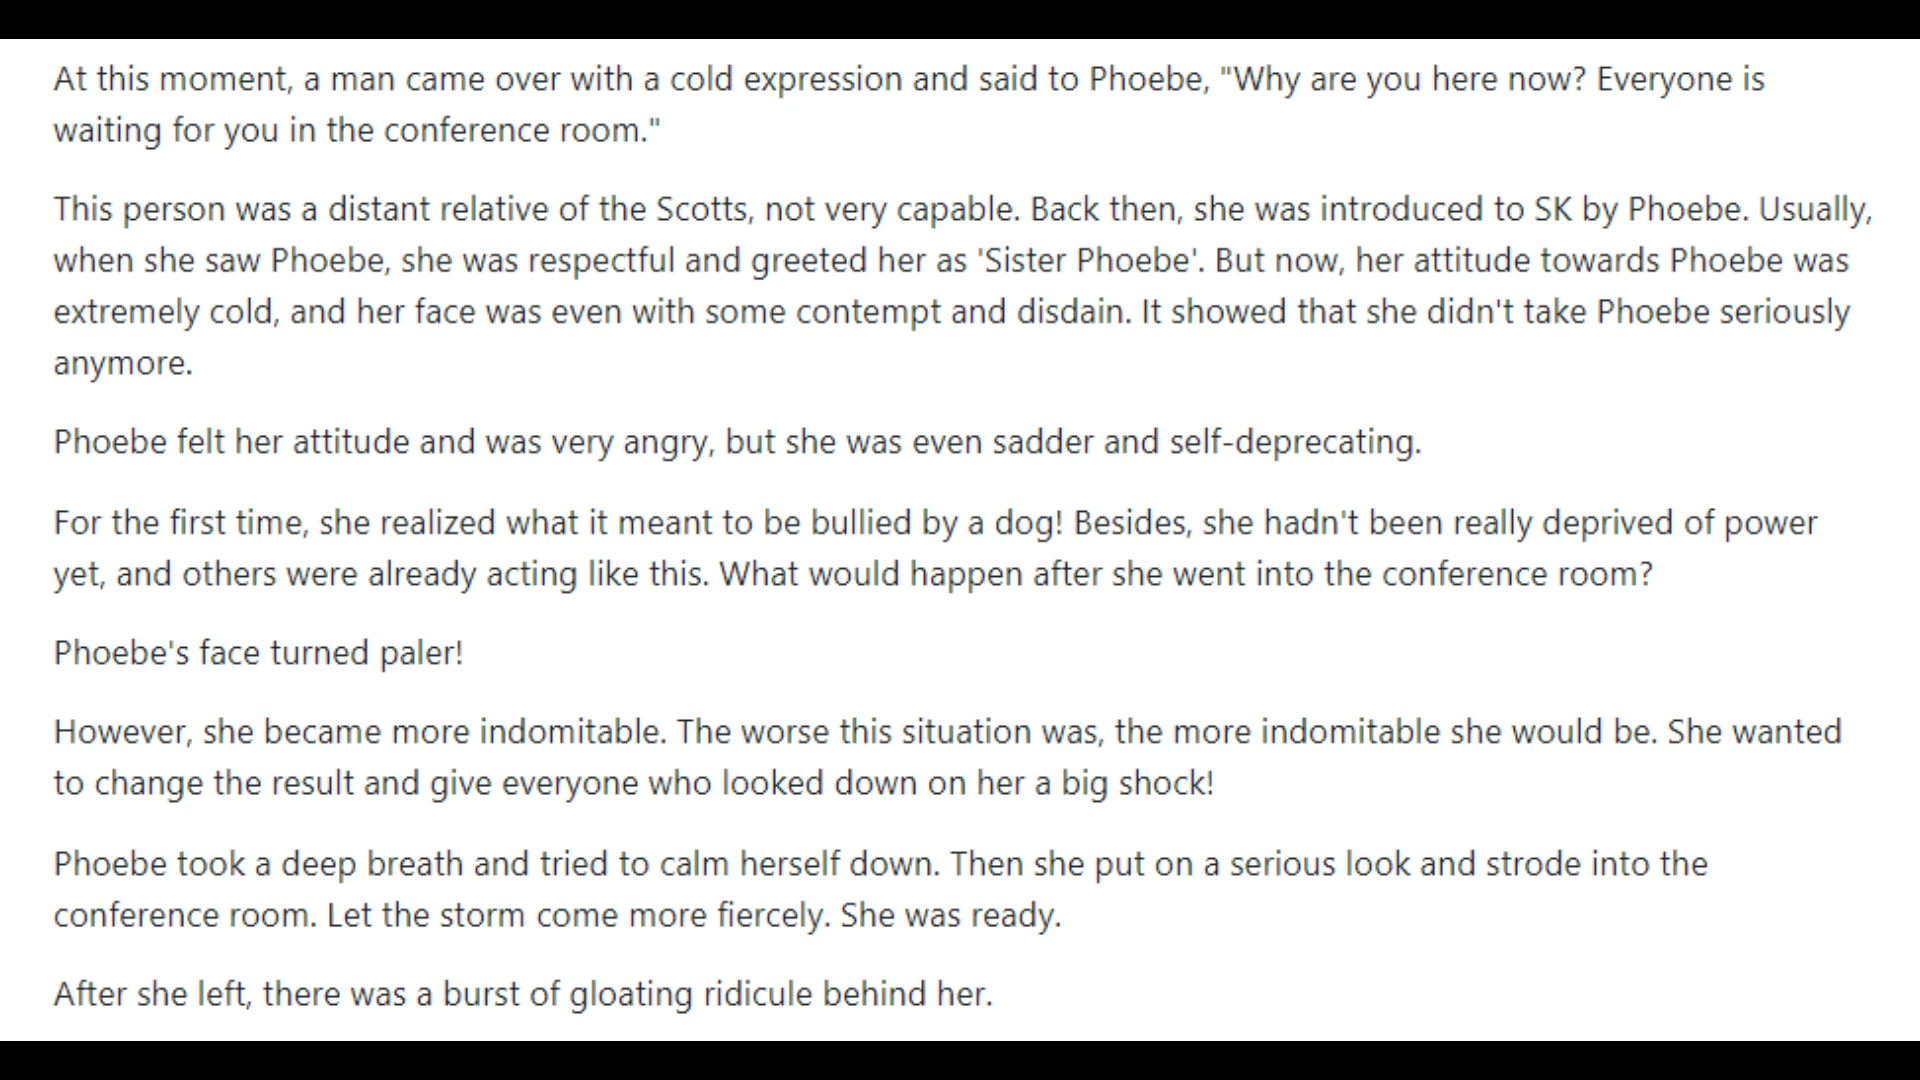 At this moment, a man came over with a cold expression and said to Phoebe, "Why are you here now? Everyone is
waiting for you in the conference room."
This person was a distant relative of the Scotts, not very capable. Back then, she was introduced to SK by Phoebe. Usually,
when she saw Phoebe, she was respectful and greeted her as 'Sister Phoebe'. But now, her attitude towards Phoebe was
extremely cold, and her face was even with some contempt and disdain. It showed that she didn't take Phoebe seriously
anymore.
Phoebe felt her attitude and was very angry, but she was even sadder and self-deprecating.
For the first time, she realized what it meant to be bullied by a dog! Besides, she hadn't been really deprived of power
yet, and others were already acting like this. What would happen after she went into the conference room?
Phoebe's face turned paler!
However, she became more indomitable. The worse this situation was, the more indomitable she would be. She wanted
to change the result and give everyone who looked down on her a big shock!
Phoebe took a deep breath and tried to calm herself down. Then she put on a serious look and strode into the
conference room. Let the storm come more fiercely. She was ready.
After she left, there was a burst of gloating ridicule behind her.